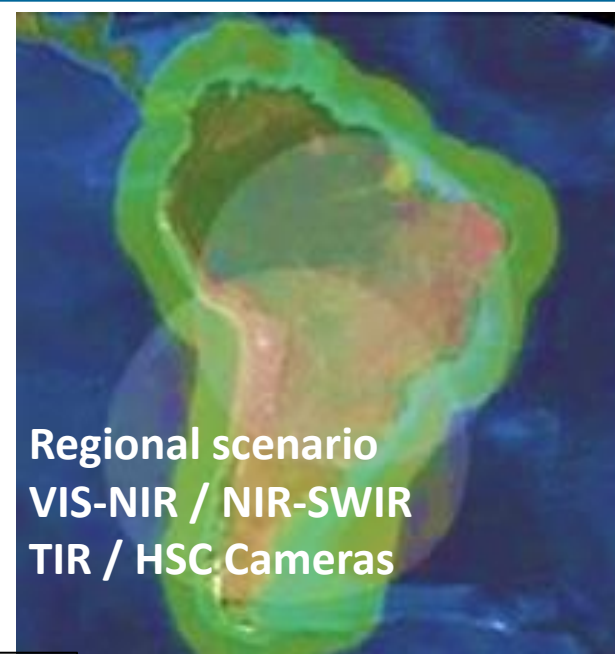 Regional scenario
VIS-NIR / NIR-SWIR
TIR / HSC Cameras